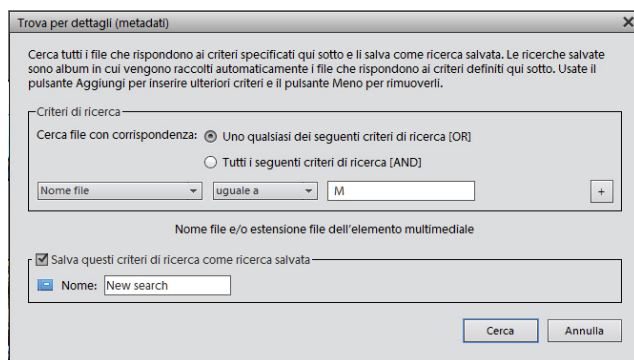 Trova per dettagli (metadati)
Cerca tutti i file che rispondono ai criteri specificati qui sotto e li salva come ricerca salvata. Le ricerche salvate
sono album in cui vengono raccolti automaticamente i file che rispondono ai criteri definiti qui sotto. Usate il
pulsante Aggiungi per inserire ulteriori criteri e il pulsante Meno per rimuoverli.
Criteri di ricerca
Cerca file con corrispondenza: Uno qualsiasi dei seguenti criteri di ricerca [OR]
Tutti i seguenti criteri di ricerca [AND]
Nome file uguale a M +
Nome file e/o estensione file dell'elemento multimediale
Salva questi criteri di ricerca come ricerca salvata
Nome: New search
Cerca Annulla